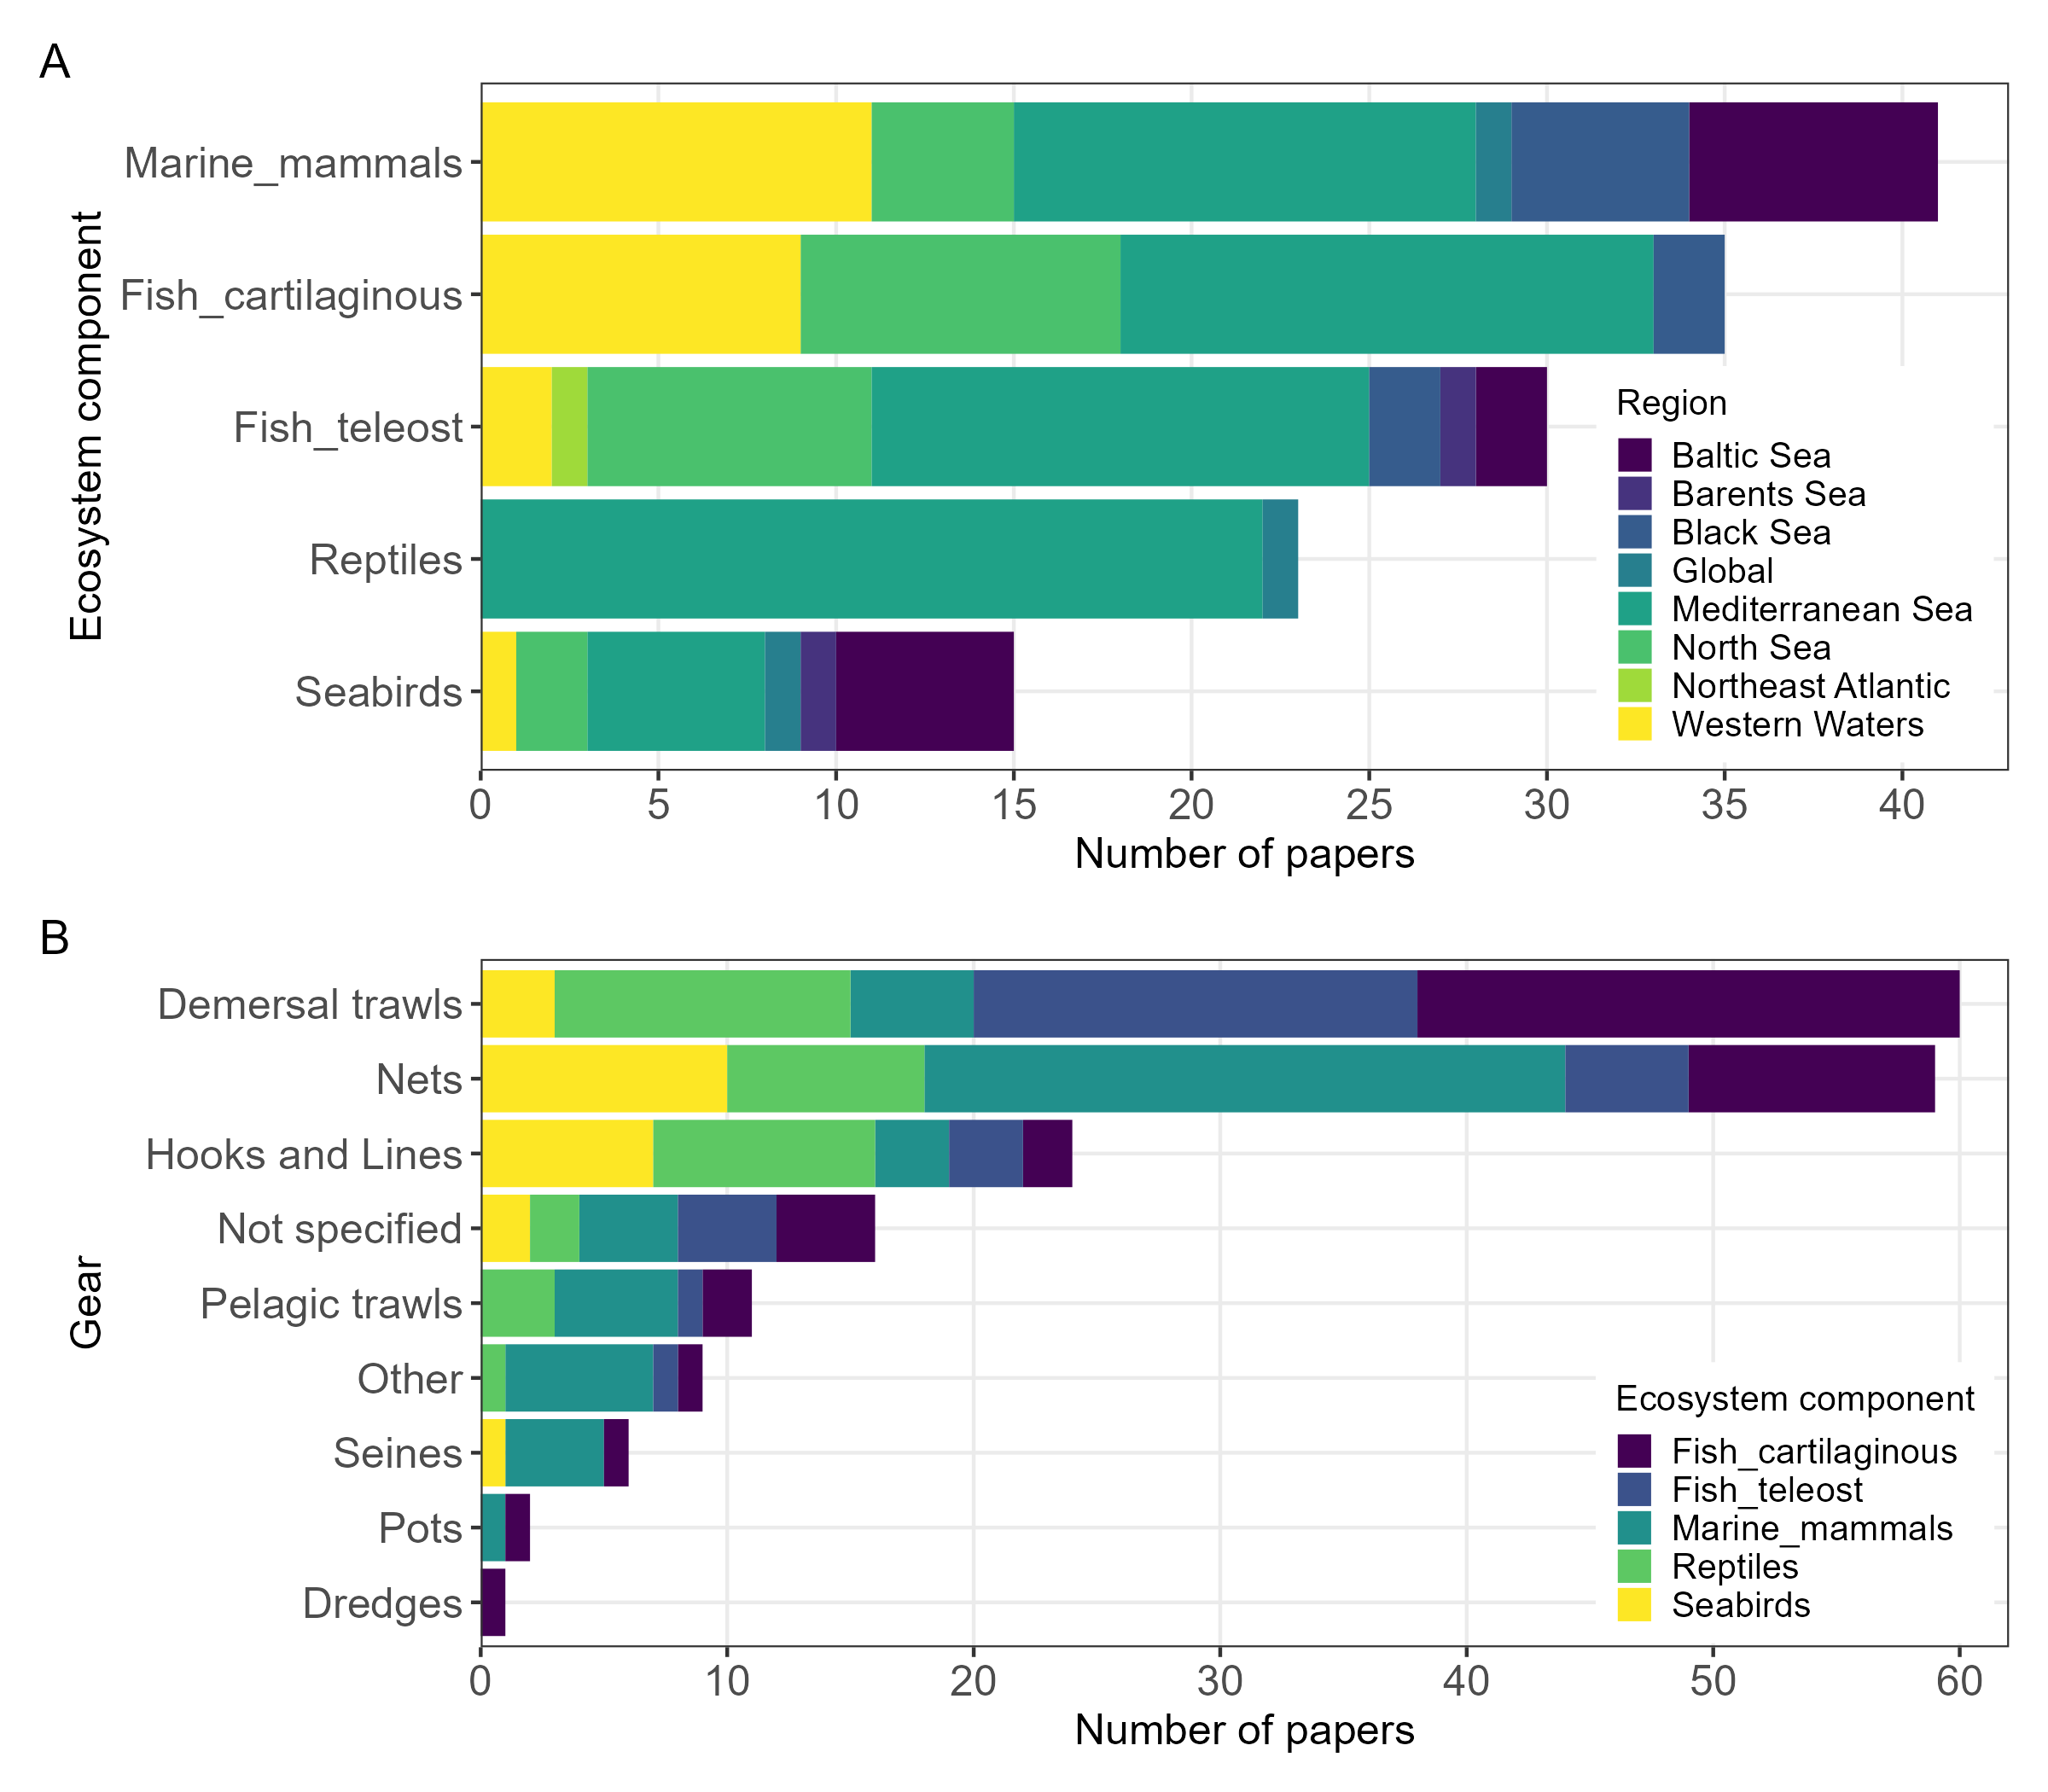 A
Marine_mammals
Fish_cartilaginous
Fish_teleost
Reptiles
Seabirds
Ecosystem component
0 5 10 15 20 25 30 35 40
Number of papers
Region
Baltic Sea
Barents Sea
Black Sea
Global
Mediterranean Sea
North Sea
Northeast Atlantic
Western Waters
B
Demersal trawls
Nets
Hooks and Lines
Not specified
Pelagic trawls
Other
Seines
Pots
Dredges
Gear
0 10 20 30 40 50 60
Number of papers
Ecosystem component
Fish_cartilaginous
Fish_teleost
Marine_mammals
Reptiles
Seabirds